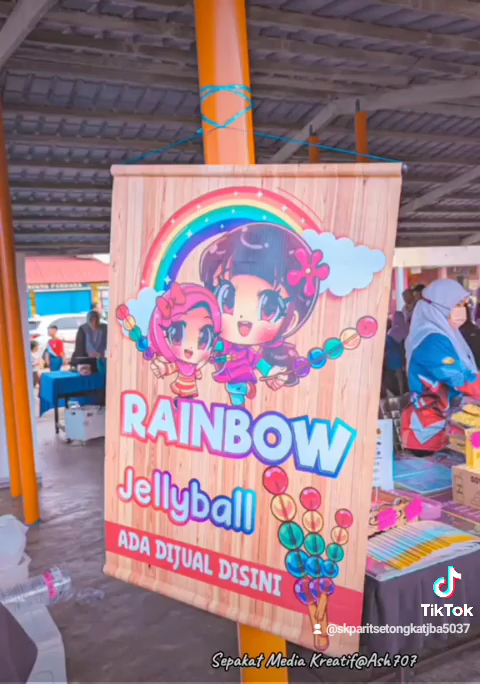 RAINBOW
Jellyball
ADA DIJUAL DISINI
TikTok
@skparitsetongkatjba5037
Sepakat Media Kreatif@Ash707